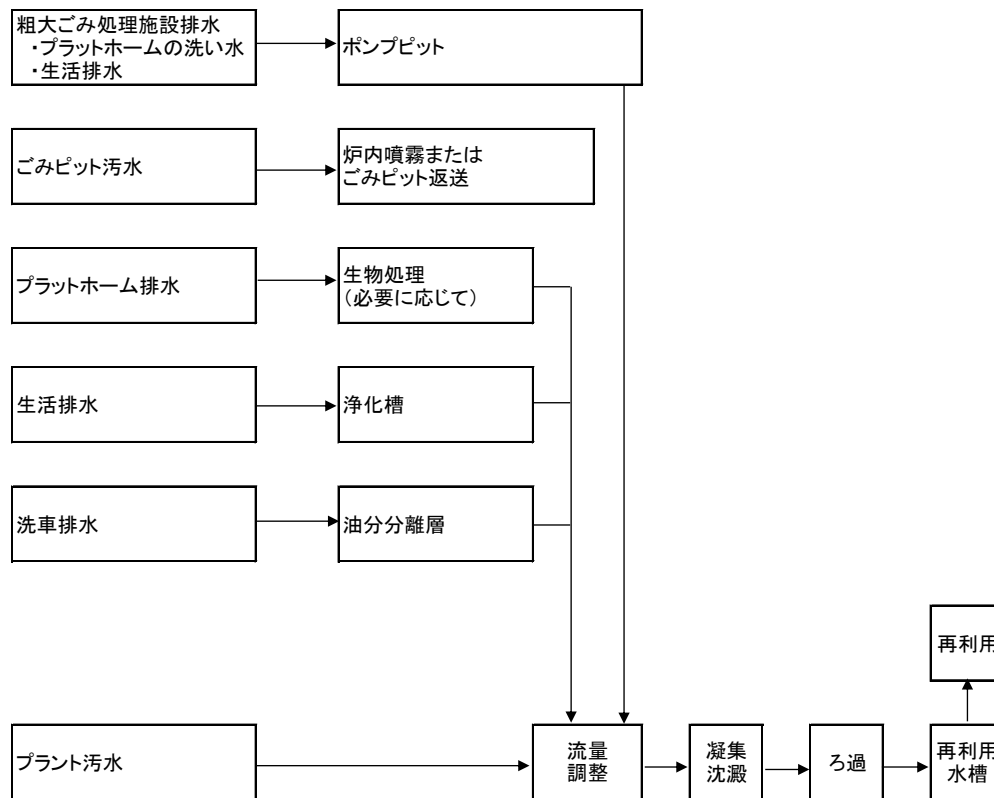 粗大ごみ処理施設排水
・プラットホームの洗い水
・生活排水
ポンプピット
ごみピット汚水
炉内噴霧または
ごみピット返送
プラットホーム排水
生物処理
（必要に応じて）
生活排水
浄化槽
洗車排水
油分分離層
再利用
プラント汚水
流量
調整
凝集
沈澱
ろ過
再利用
水槽